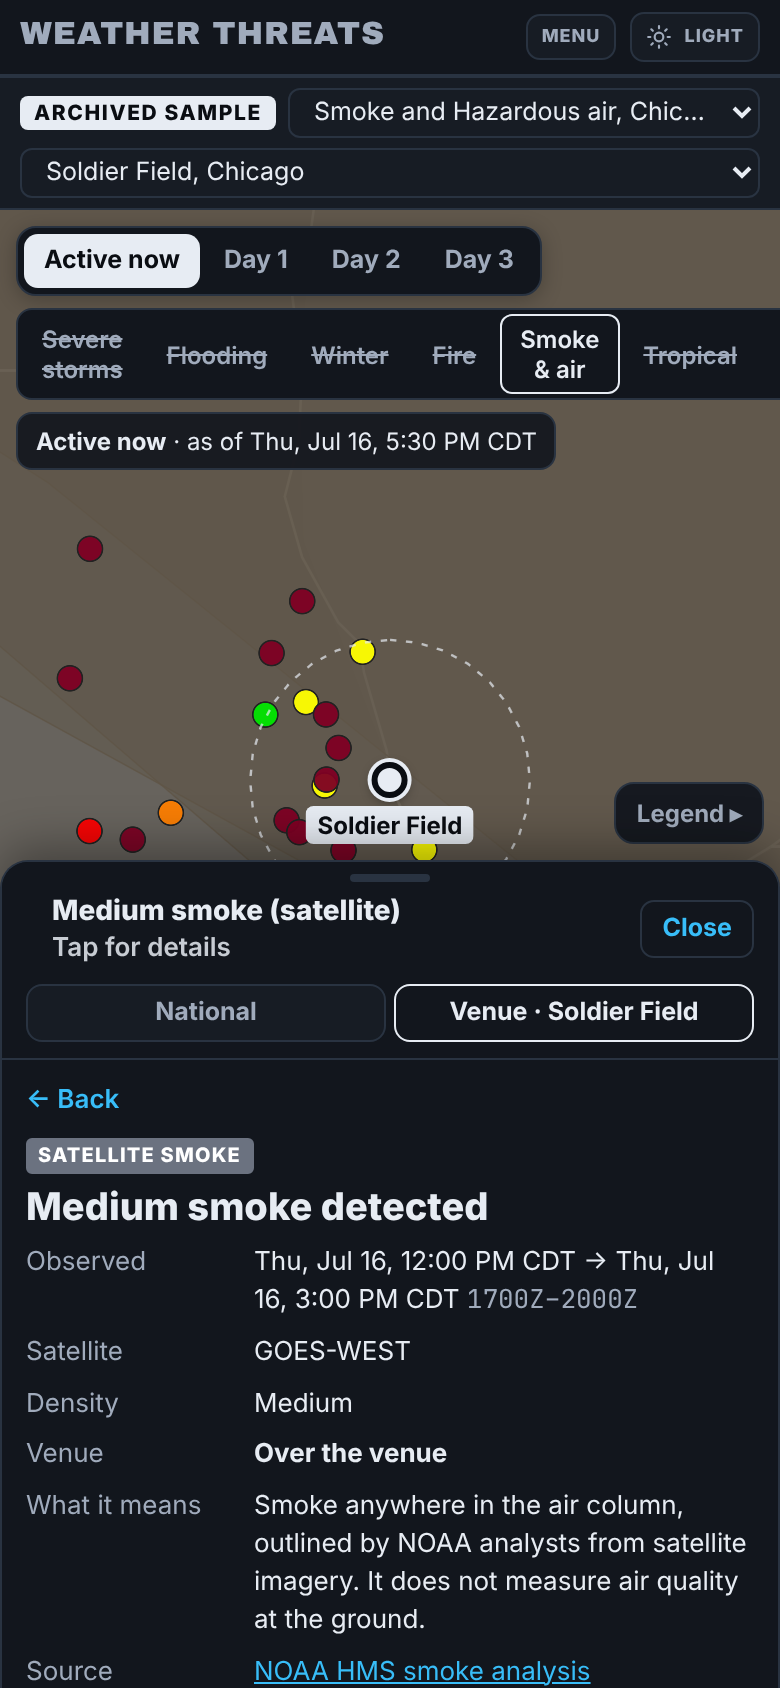 WEATHER THREATS
MENU
LIGHT
ARCHIVED SAMPLE
Smoke and Hazardous air, Chic...
Soldier Field, Chicago
Active now
Day 1
Day 2
Day 3
Severe
storms
Flooding
Winter
Fire
Smoke
& air
Tropical
Active now · as of Thu, Jul 16, 5:30 PM CDT
Soldier Field
Legend ▸
Medium smoke (satellite)
Tap for details
Close
National
Venue · Soldier Field
← Back
SATELLITE SMOKE
Medium smoke detected
Observed
Thu, Jul 16, 12:00 PM CDT → Thu, Jul
16, 3:00 PM CDT 1700Z–2000Z
Satellite
GOES-WEST
Density
Medium
Venue
Over the venue
What it means
Smoke anywhere in the air column,
outlined by NOAA analysts from satellite
imagery. It does not measure air quality
at the ground.
Source
NOAA HMS smoke analysis